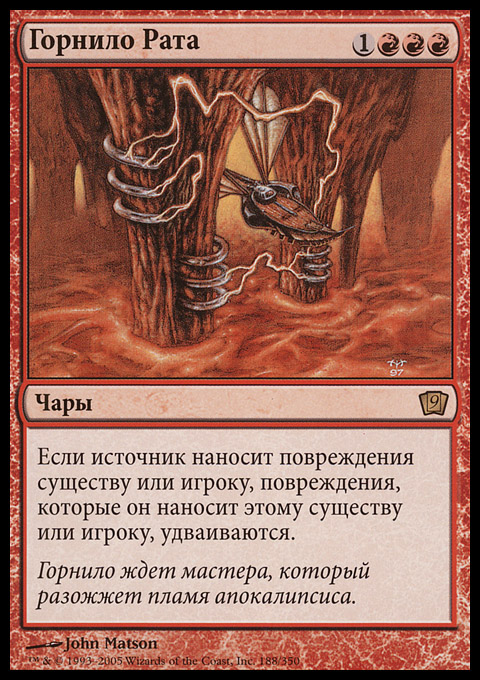 Горнило Рата
1
Чары
9
Если источник наносит повреждения
существу или игроку, повреждения,
которые он наносит этому существу
или игроку, удваиваются.
Горнило ждет мастера, который
разожжет пламя апокалипсиса.
John Matson
™ & © 1993-2005 Wizards of the Coast, Inc. 188/350